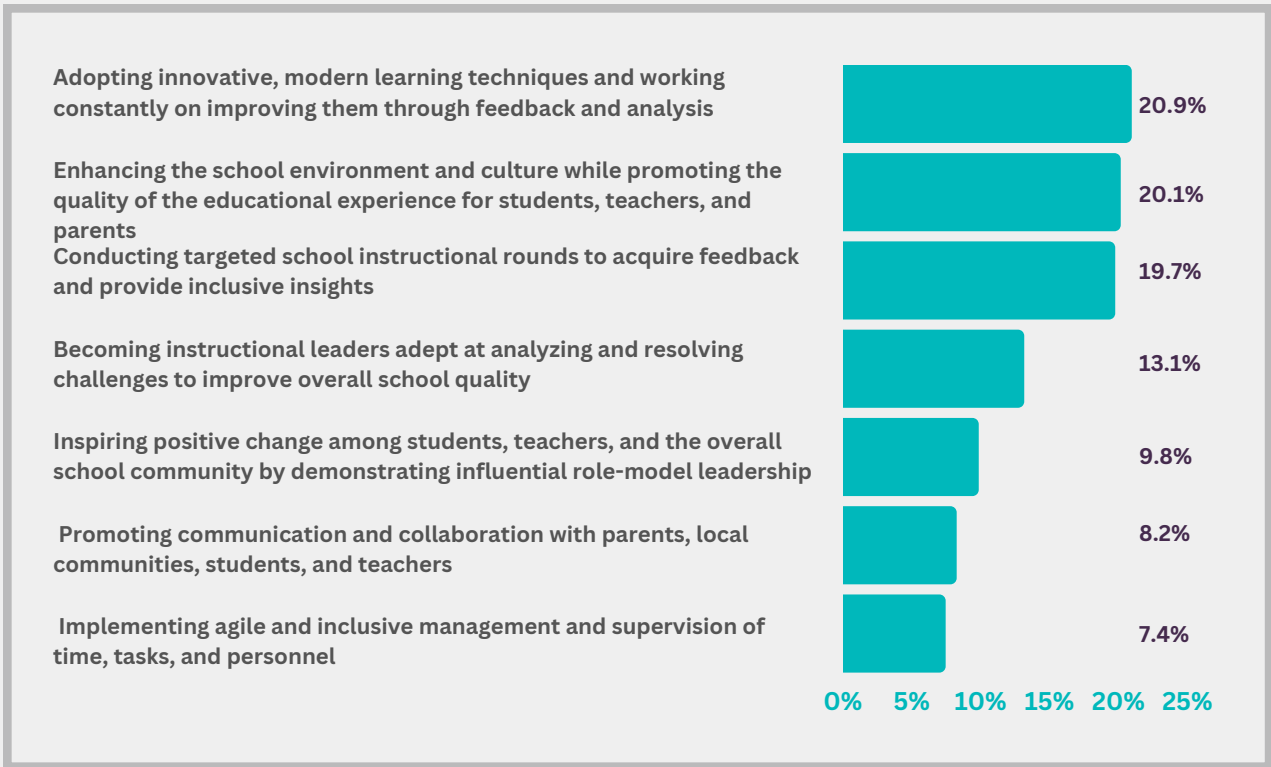 Adopting innovative, modern learning techniques and working
constantly on improving them through feedback and analysis
20.9%
Enhancing the school environment and culture while promoting the
quality of the educational experience for students, teachers, and
parents
20.1%
Conducting targeted school instructional rounds to acquire feedback
and provide inclusive insights
19.7%
Becoming instructional leaders adept at analyzing and resolving
challenges to improve overall school quality
13.1%
Inspiring positive change among students, teachers, and the overall
school community by demonstrating influential role-model leadership
9.8%
Promoting communication and collaboration with parents, local
communities, students, and teachers
8.2%
Implementing agile and inclusive management and supervision of
time, tasks, and personnel
7.4%
0% 5% 10% 15% 20% 25%